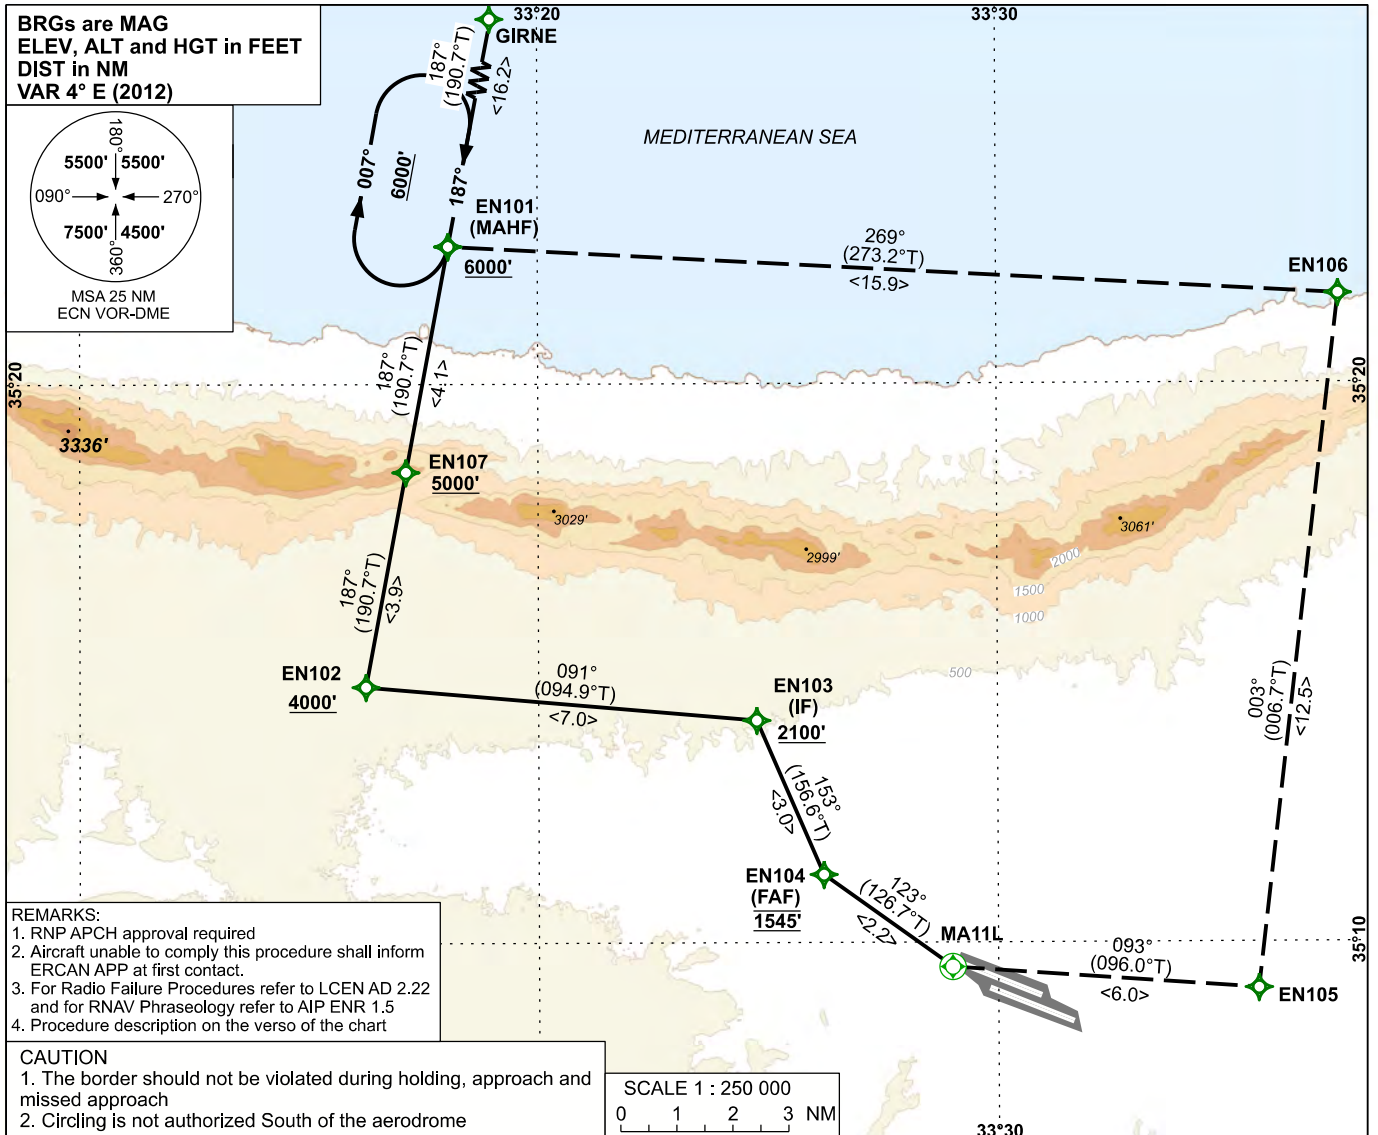 BRGs are MAG
ELEV, ALT and HGT in FEET
DIST in NM
VAR 4° E (2012)
180°
5500' 5500'
090° 270°
7500' 4500'
360°
MSA 25 NM
ECN VOR-DME
33°20
33°30
GIRNE
187°
(190.7°T)
<16.2>
007°
6000'
187°
MEDITERRANEAN SEA
EN101
(MAHF)
6000'
269°
(273.2°T)
<15.9>
EN106
35°20
35°20
187°
(190.7°T)
<4.1>
3336'
EN107
5000'
3029'
2999'
3061'
2000
1500
1000
500
187°
(190.7°T)
<3.9>
EN102
4000'
091°
(094.9°T)
<7.0>
EN103
(IF)
2100'
003°
(006.7°T)
<12.5>
153°
(156.6°T)
<3.0>
EN104
(FAF)
1545'
123°
(126.7°T)
<2.2>
MA11L
093°
(096.0°T)
<6.0>
EN105
35°10
REMARKS:
1. RNP APCH approval required
2. Aircraft unable to comply this procedure shall inform
ERCAN APP at first contact.
3. For Radio Failure Procedures refer to LCEN AD 2.22
and for RNAV Phraseology refer to AIP ENR 1.5
4. Procedure description on the verso of the chart
CAUTION
1. The border should not be violated during holding, approach and
missed approach
2. Circling is not authorized South of the aerodrome
SCALE 1 : 250 000
0 1 2 3 NM
33°30